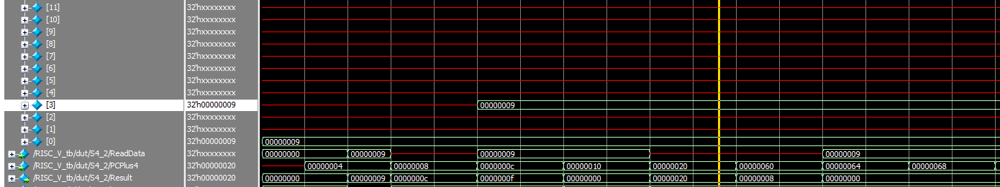 [11] 32'hxxxxxxxx
[10] 32'hxxxxxxxx
[9] 32'hxxxxxxxx
[8] 32'hxxxxxxxx
[7] 32'hxxxxxxxx
[6] 32'hxxxxxxxx
[5] 32'hxxxxxxxx
[4] 32'hxxxxxxxx
[3] 32'h00000009 00000009
[2] 32'hxxxxxxxx
[1] 32'hxxxxxxxx
[0] 32'h00000009 00000009
/RISC_V_tb/dut/S4_2/ReadData 32'hxxxxxxxx 00000000 00000009 00000009 00000009
/RISC_V_tb/dut/S4_2/PCPlus4 32'h00000020 00000004 00000008 0000000c 00000010 00000020 00000060 00000064 00000068
/RISC_V_tb/dut/S4_2/Result 32'h00000020 00000000 00000009 0000000c 0000000f 00000000 00000020 00000008 00000000